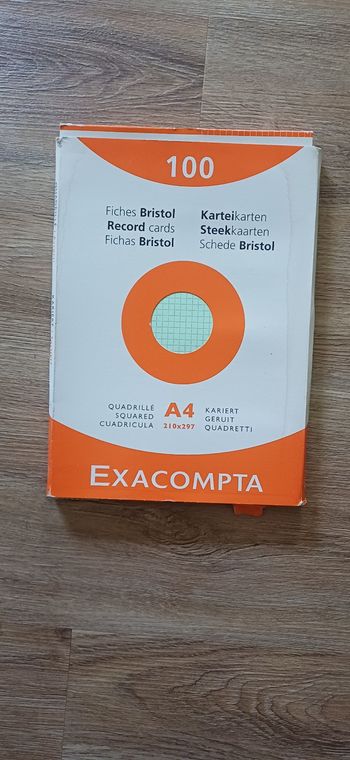 100
Fiches Bristol
Record cards
Fichas Bristol
Karteikarten
Steekkaarten
Schede Bristol
QUADRILLÉ
SQUARED
CUADRICULA
A4
210x297
KARIERT
GERUIT
QUADRETTI
EXACOMPTA